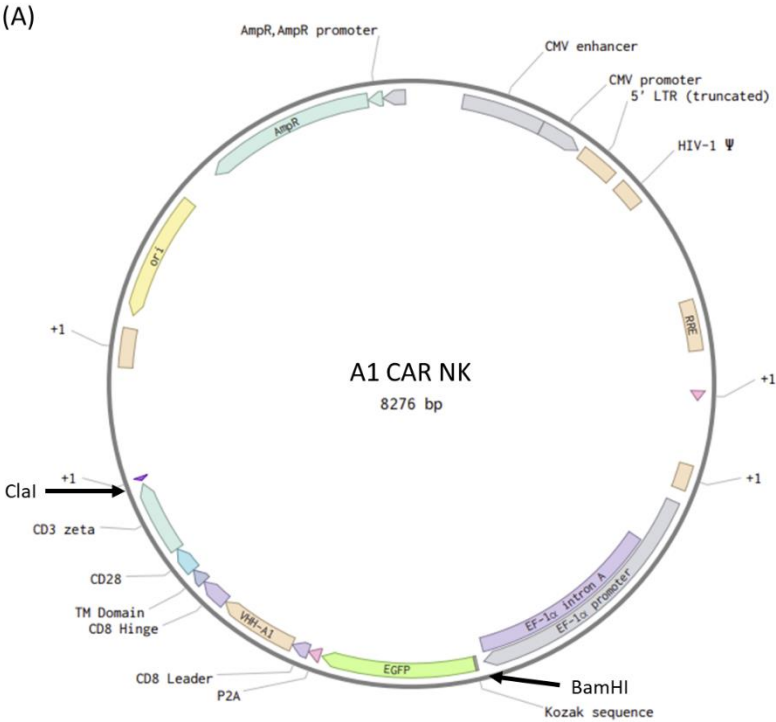 (A)
AmpR,AmpR promoter
CMV enhancer
CMV promoter
5' LTR (truncated)
HIV-1 Ψ
AmpR
ori
RRE
+1
+1
A1 CAR NK
8276 bp
+1
+1
ClaI
CD3 zeta
CD28
TM Domain
CD8 Hinge
VHH-A1
CD8 Leader
P2A
EGFP
EF-1α intron A
EF-1α promoter
BamHI
Kozak sequence